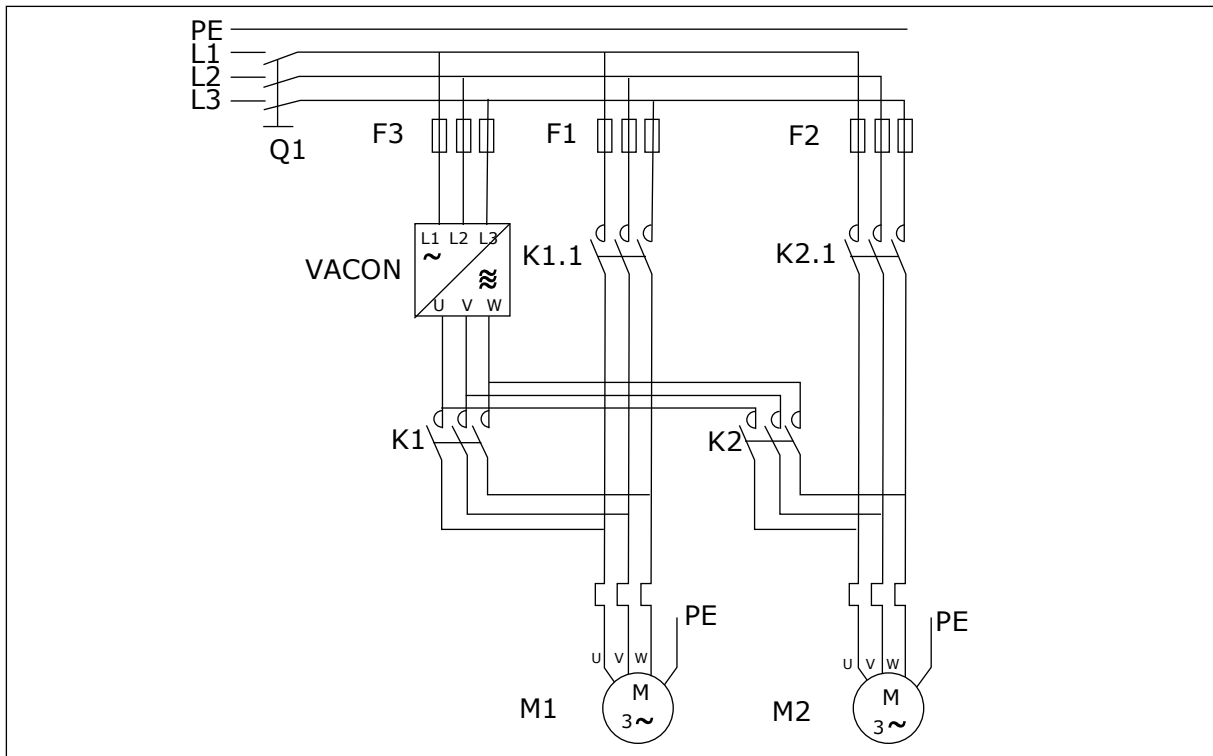 PE
L1
L2
L3
Q1
F3
F1
F2
L1 L2 L3
~
≋
U V W
VACON
K1.1
K2.1
K1
K2
PE
PE
U V W
U V W
M
3~
M
3~
M1
M2